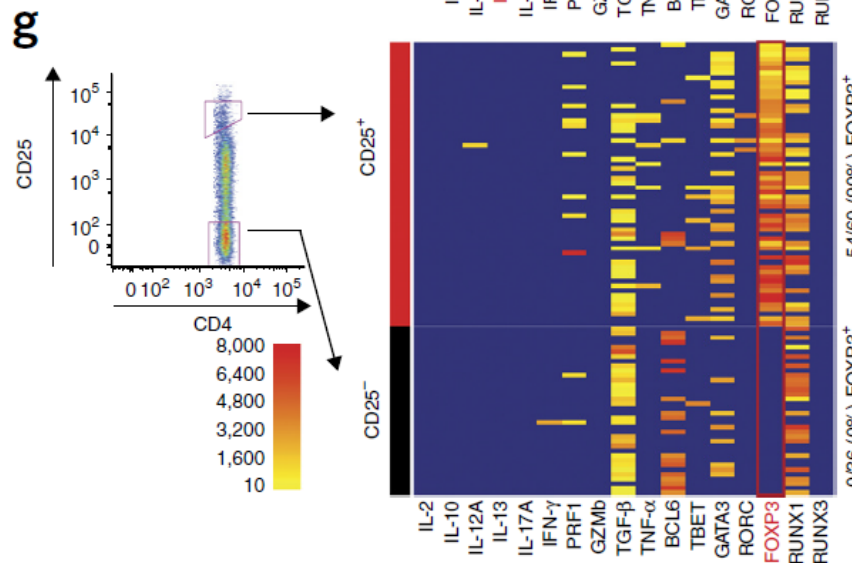 g
CD25
10⁵
10⁴
10³
10²
0
0 10² 10³ 10⁴ 10⁵
CD4
8,000
6,400
4,800
3,200
1,600
10
CD25⁺
CD25⁻
IL-2
IL-10
IL-12A
IL-13
IL-17A
IFN-γ
PRF1
GZMb
TGF-β
TNF-α
BCL6
TBET
GATA3
RORC
FOXP3
RUNX1
RUNX3